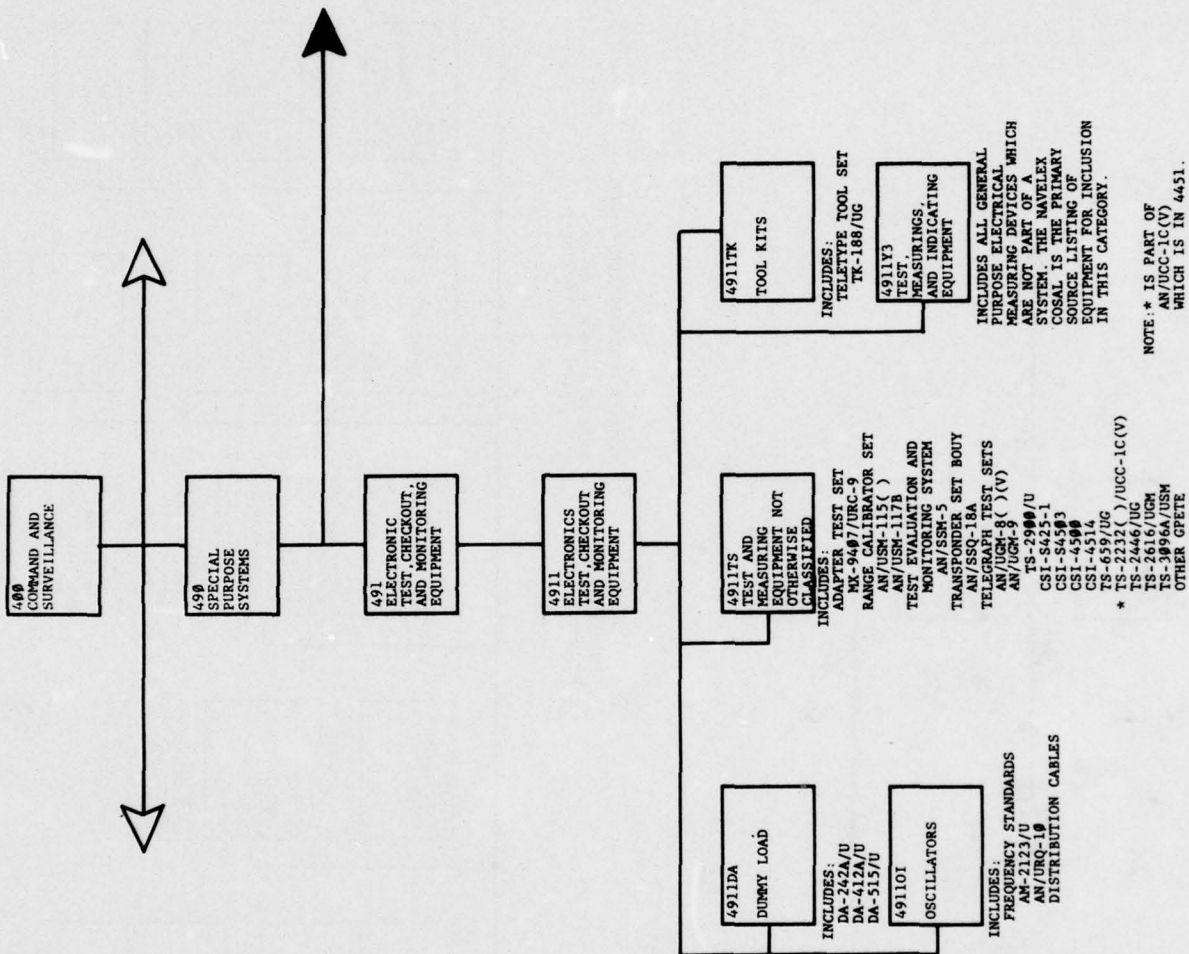 400
COMMAND AND
SURVEILLANCE
490
SPECIAL
PURPOSE
SYSTEMS
491
ELECTRONIC
TEST,CHECKOUT,
AND MONITORING
EQUIPMENT
4911
ELECTRONICS
TEST,CHECKOUT
AND MONITORING
EQUIPMENT
4911DA
DUMMY LOAD
INCLUDES:
DA-242A/U
DA-412A/U
DA-515/U
4911OI
OSCILLATORS
INCLUDES:
FREQUENCY STANDARDS
AM-2123/U
AN/URQ-10
DISTRIBUTION CABLES
4911TS
TEST AND
MEASURING
EQUIPMENT NOT
OTHERWISE
CLASSIFIED
INCLUDES:
ADAPTER TEST SET
MX-9407/URC-9
RANGE CALIBRATOR SET
AN/USM-115( )
AN/USM-1117B
TEST EVALUATION AND
MONITORING SYSTEM
AN/SSM-5
TRANSPONDER SET BOUY
AN/SSQ-18A
TELEGRAPH TEST SETS
AN/UGM-8( )(V)
AN/UGM-9
TS-2900/U
CSI-S425-1
CSI-S4503
CSI-4500
CSI-4514
TS-659/UG
* TS-2232( )/UCC-1C(V)
TS-2446/UG
TS-2616/UGM
TS-3096A/USM
OTHER GPETE
4911TK
TOOL KITS
INCLUDES:
TELETYPE TOOL SET
TK-188/UG
4911Y3
TEST,
MEASURINGS,
AND INDICATING
EQUIPMENT
INCLUDES ALL GENERAL
PURPOSE ELECTRICAL
MEASURING DEVICES WHICH
ARE NOT PART OF A
SYSTEM. THE NAVELEX
COSAL IS THE PRIMARY
SOURCE LISTING OF
EQUIPMENT FOR INCLUSION
IN THIS CATEGORY.
NOTE:* IS PART OF
AN/UCC-1C(V)
WHICH IS IN 4451.